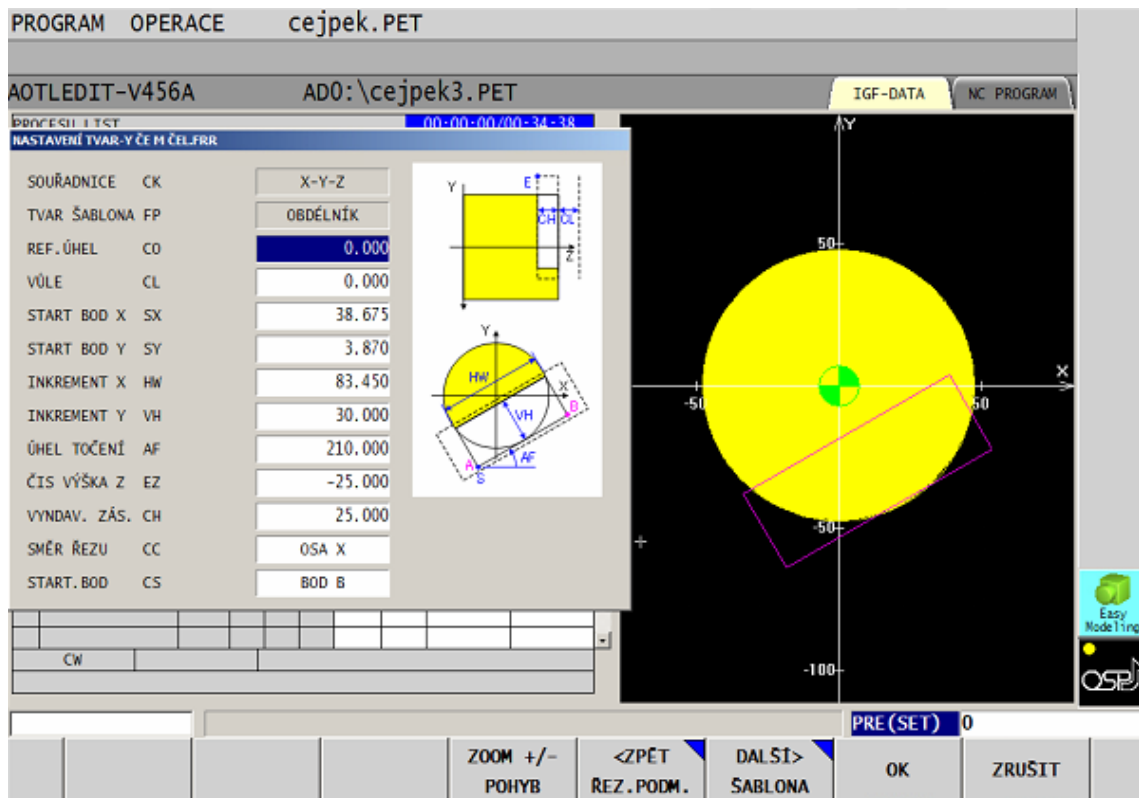 PROGRAM OPERACE cejpek.PET
AOTLEDIT-V456A AD0:\cejpek3.PET IGF-DATA NC PROGRAM
PROCESU LIST 00:00:00/00:34:38
NASTAVENÍ TVAR-Y ČE M ČEL.FRR
SOUŘADNICE CK X-Y-Z
TVAR ŠABLONA FP OBDÉLNÍK
REF.ÚHEL CO 0.000
VŮLE CL 0.000
START BOD X SX 38.675
START BOD Y SY 3.870
INKREMENT X HW 83.450
INKREMENT Y VH 30.000
ÚHEL TOČENÍ AF 210.000
ČIS VÝŠKA Z EZ -25.000
VYNDAV. ZÁS. CH 25.000
SMĚR ŘEZU CC OSA X
START.BOD CS BOD B
Y E
CH CL
Z
Y
HW X
VH B
A AF
S
Y
50
X
-50 50
-50
-100
CW
Easy
Modeling
OSP
PRE(SET) 0
ZOOM +/-
POHYB
<ZPĚT
ŘEZ.PODM.
DALŠÍ>
ŠABLONA
OK
ZRUŠIT